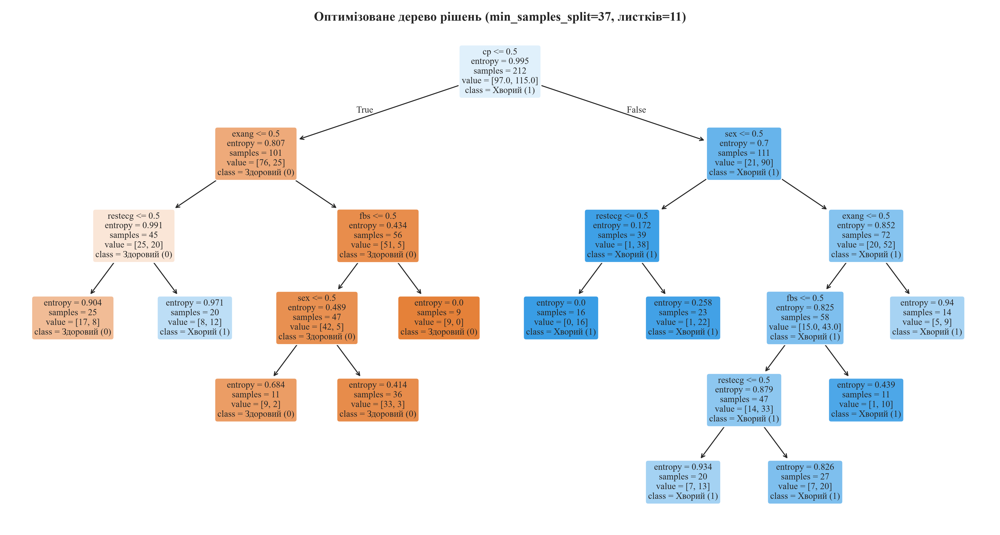 Оптимізоване дерево рішень (min_samples_split=37, листків=11)
cp <= 0.5
entropy = 0.995
samples = 212
value = [97.0, 115.0]
class = Хворий (1)
True
False
exang <= 0.5
entropy = 0.807
samples = 101
value = [76, 25]
class = Здоровий (0)
sex <= 0.5
entropy = 0.7
samples = 111
value = [21, 90]
class = Хворий (1)
restecg <= 0.5
entropy = 0.991
samples = 45
value = [25, 20]
class = Здоровий (0)
fbs <= 0.5
entropy = 0.434
samples = 56
value = [51, 5]
class = Здоровий (0)
restecg <= 0.5
entropy = 0.172
samples = 39
value = [1, 38]
class = Хворий (1)
exang <= 0.5
entropy = 0.852
samples = 72
value = [20, 52]
class = Хворий (1)
entropy = 0.904
samples = 25
value = [17, 8]
class = Здоровий (0)
entropy = 0.971
samples = 20
value = [8, 12]
class = Хворий (1)
sex <= 0.5
entropy = 0.489
samples = 47
value = [42, 5]
class = Здоровий (0)
entropy = 0.0
samples = 9
value = [9, 0]
class = Здоровий (0)
entropy = 0.0
samples = 16
value = [0, 16]
class = Хворий (1)
entropy = 0.258
samples = 23
value = [1, 22]
class = Хворий (1)
fbs <= 0.5
entropy = 0.825
samples = 58
value = [15.0, 43.0]
class = Хворий (1)
entropy = 0.94
samples = 14
value = [5, 9]
class = Хворий (1)
entropy = 0.684
samples = 11
value = [9, 2]
class = Здоровий (0)
entropy = 0.414
samples = 36
value = [33, 3]
class = Здоровий (0)
restecg <= 0.5
entropy = 0.879
samples = 47
value = [14, 33]
class = Хворий (1)
entropy = 0.439
samples = 11
value = [1, 10]
class = Хворий (1)
entropy = 0.934
samples = 20
value = [7, 13]
class = Хворий (1)
entropy = 0.826
samples = 27
value = [7, 20]
class = Хворий (1)